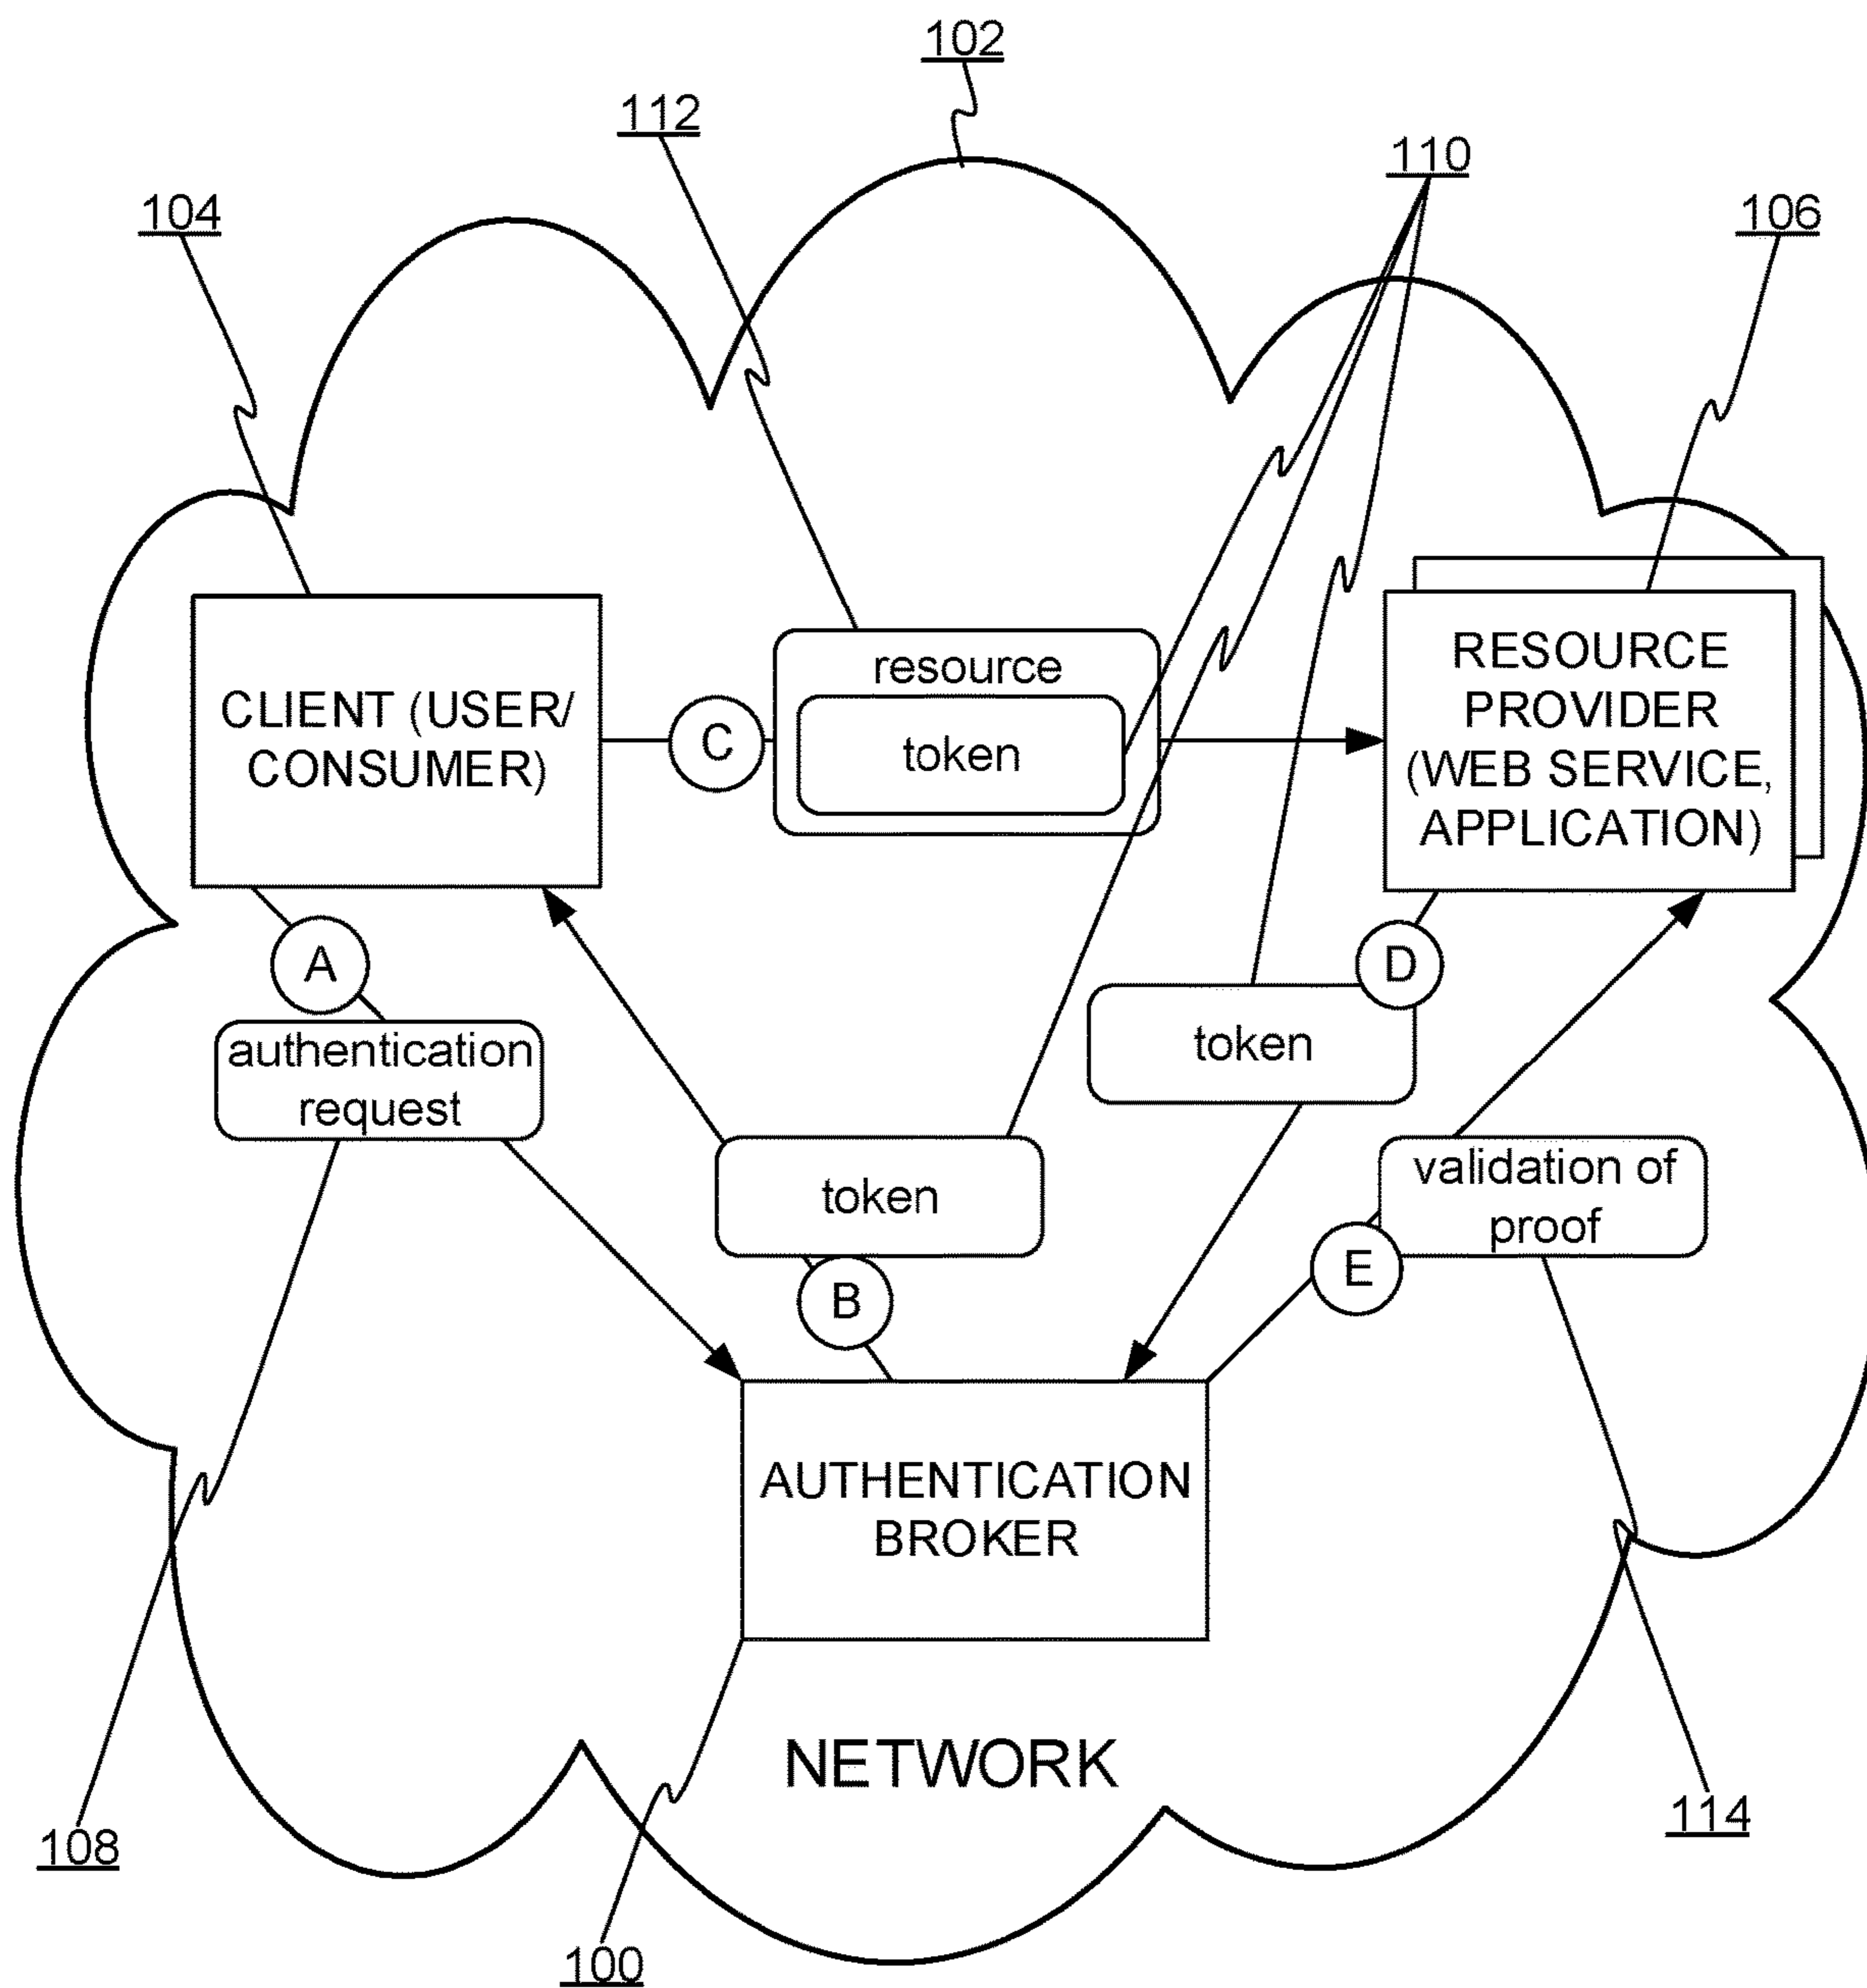 102
112
110
104
106
resource
token
CLIENT (USER/
CONSUMER)
C
RESOURCE
PROVIDER
(WEB SERVICE,
APPLICATION)
A
D
authentication
request
token
token
validation of
proof
B
E
AUTHENTICATION
BROKER
NETWORK
108
114
100